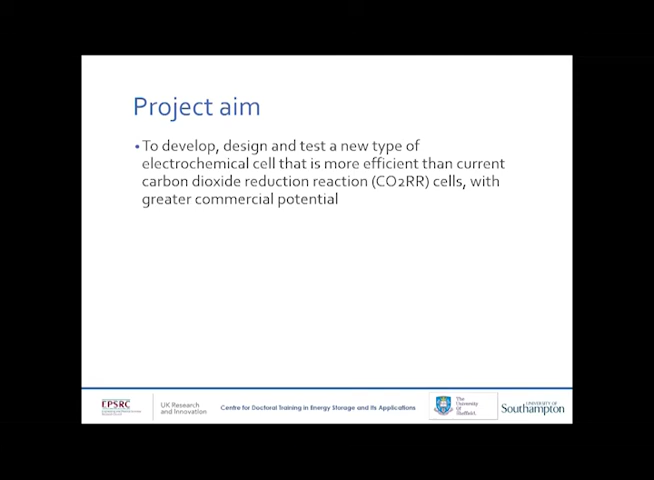 Project aim
• To develop, design and test a new type of
electrochemical cell that is more efficient than current
carbon dioxide reduction reaction (CO2RR) cells, with
greater commercial potential
EPSRC
UK Research
and Innovation
Centre for Doctoral Training in Energy Storage and Its Applications
The
University
Of
Sheffield.
UNIVERSITY OF
Southampton